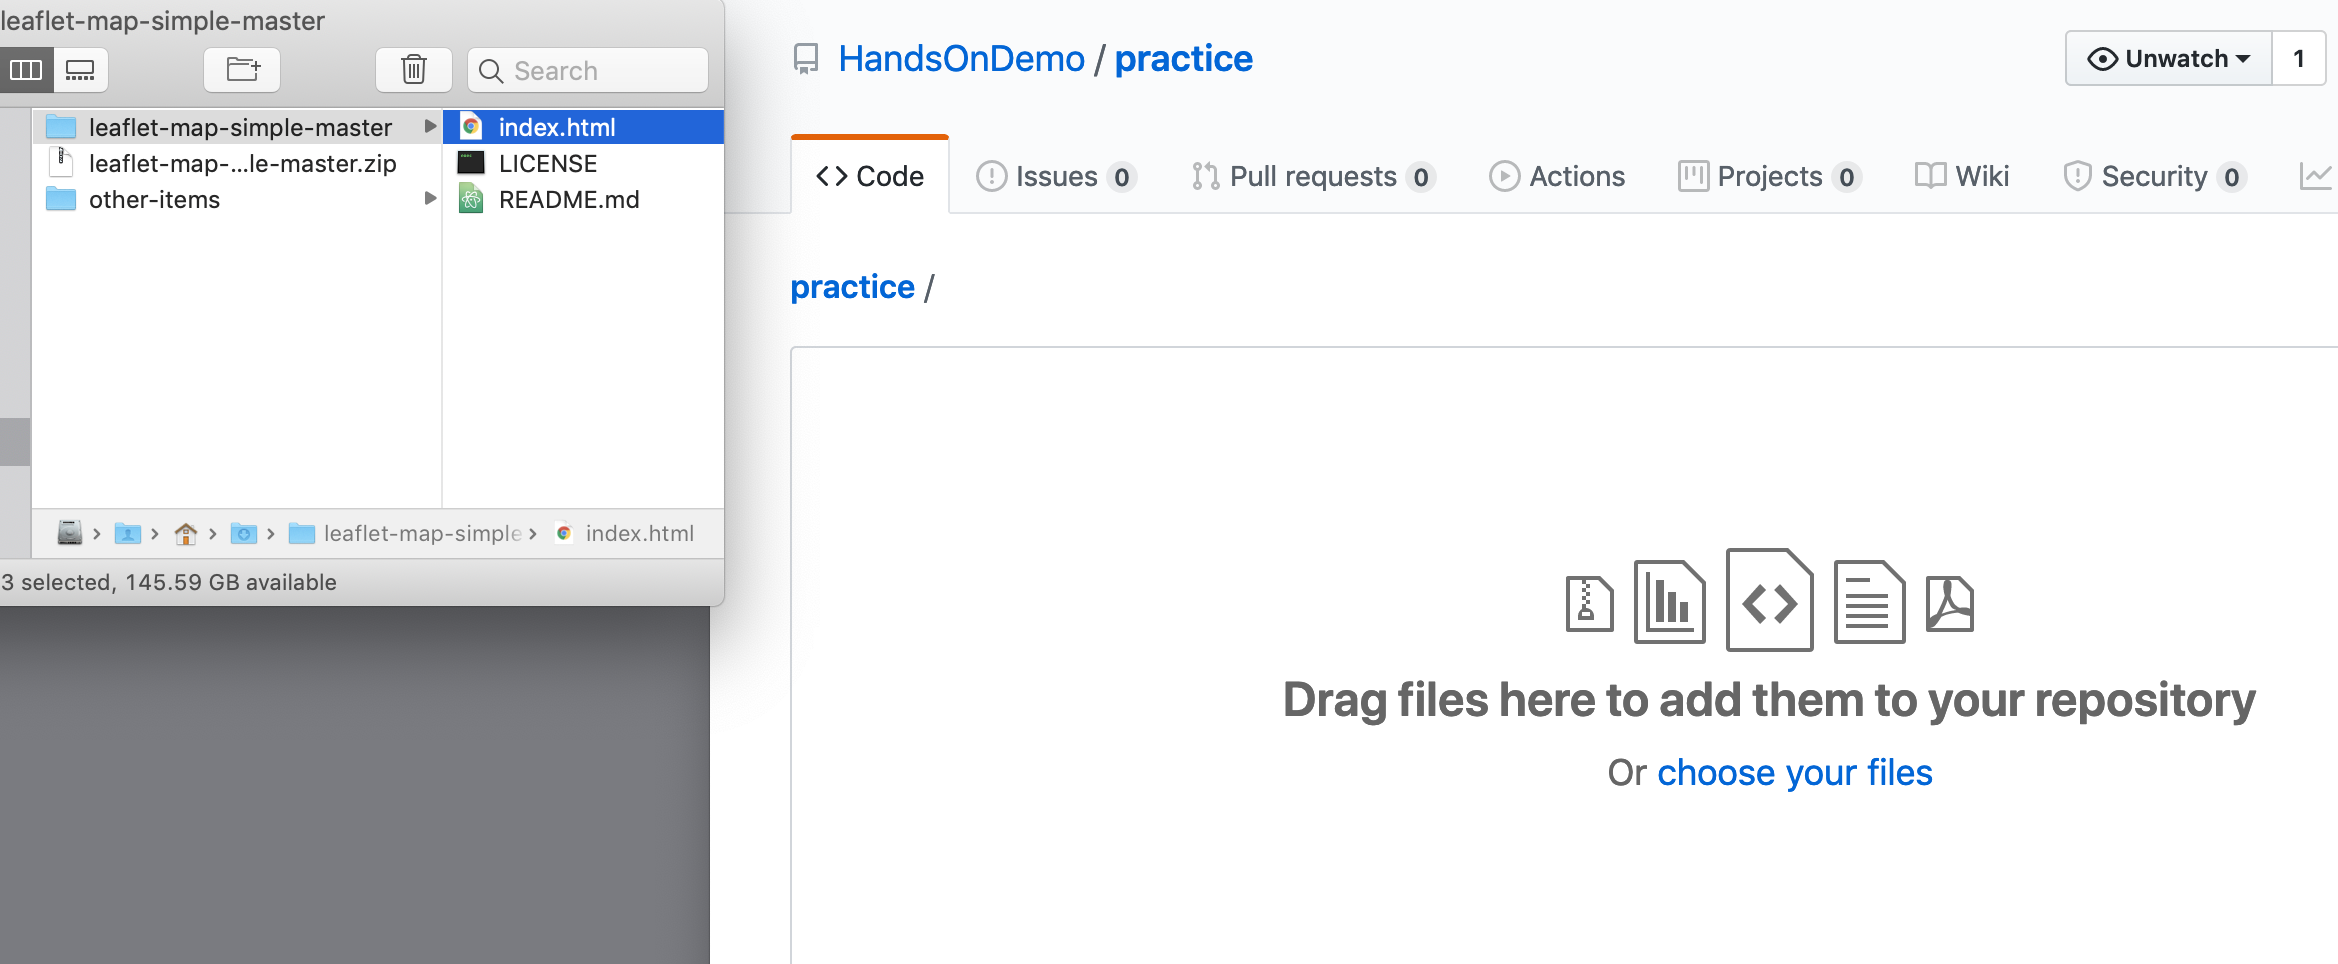 leaflet-map-simple-master
Search
leaflet-map-simple-master
leaflet-map-...le-master.zip
other-items
index.html
LICENSE
README.md
leaflet-map-simple
index.html
3 selected, 145.59 GB available
HandsOnDemo / practice
Unwatch 1
Code Issues 0 Pull requests 0 Actions Projects 0 Wiki Security 0
practice /
Drag files here to add them to your repository
Or choose your files